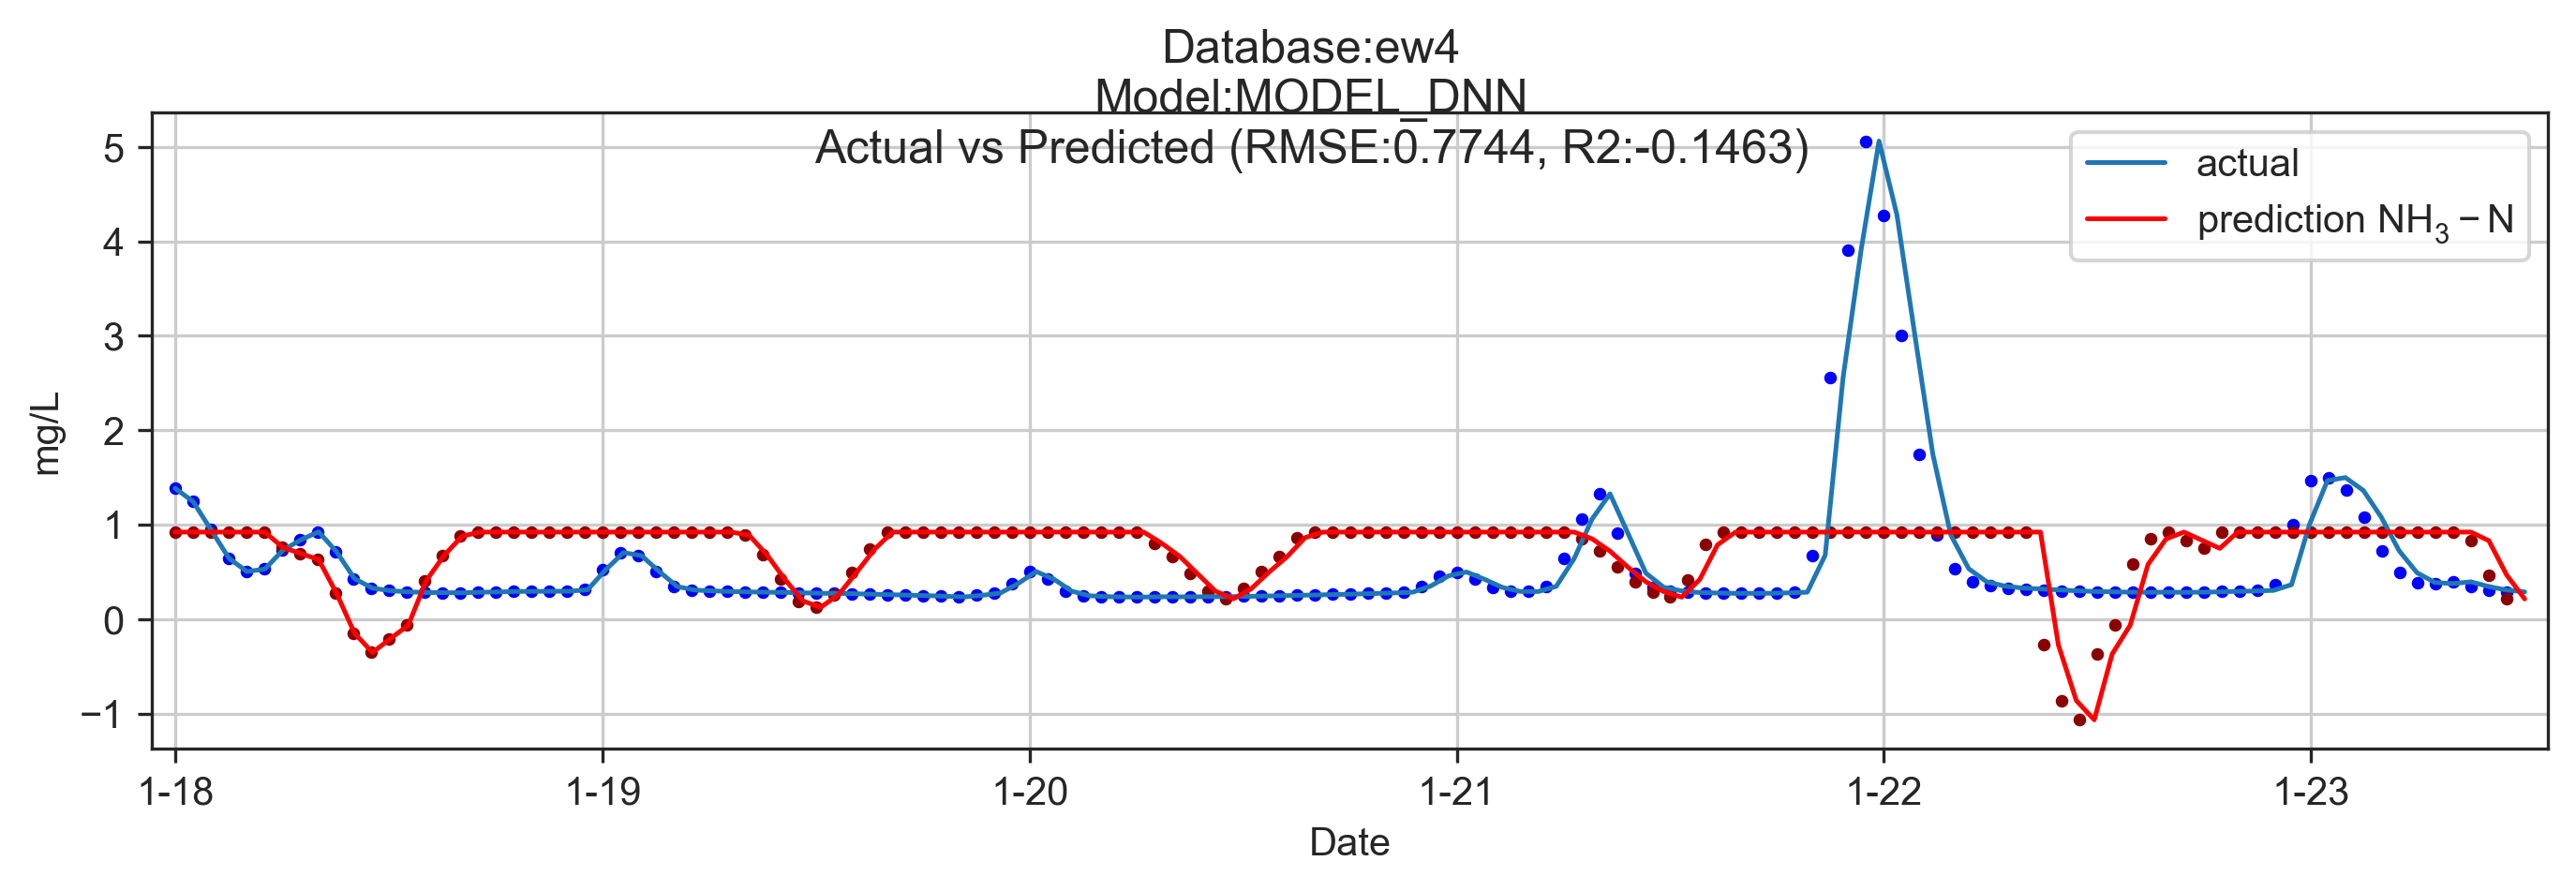 Database:ew4
Model:MODEL_DNN
Actual vs Predicted (RMSE:0.7744, R2:-0.1463)
actual
prediction NH₃ − N
5
4
3
2
1
0
−1
mg/L
1-18 1-19 1-20 1-21 1-22 1-23
Date